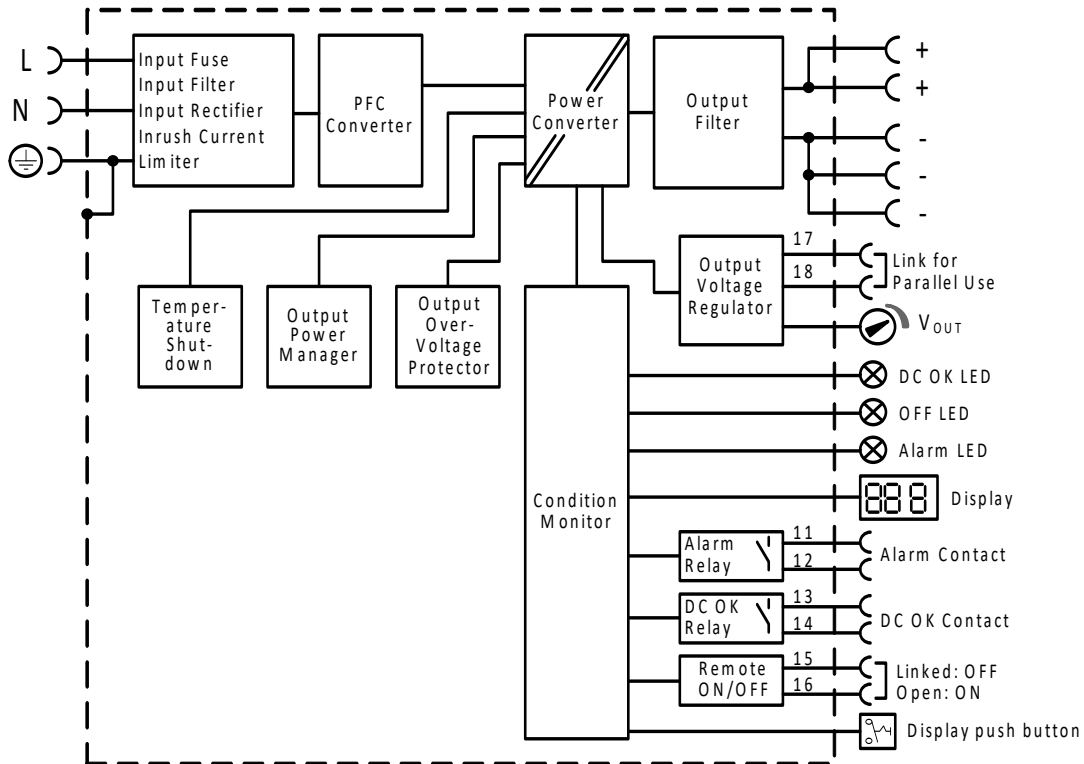 L
N
Input Fuse
Input Filter
Input Rectifier
Inrush Current
Limiter
PFC
Converter
Power
Converter
Output
Filter
+
+
-
-
-
Temper-
ature
Shut-
down
Output
Power
Manager
Output
Over-
Voltage
Protector
Output
Voltage
Regulator
17
18
Link for
Parallel Use
VOUT
Condition
Monitor
DC OK LED
OFF LED
Alarm LED
888
Display
Alarm
Relay
11
12
Alarm Contact
DC OK
Relay
13
14
DC OK Contact
Remote
ON/OFF
15
16
Linked: OFF
Open: ON
Display push button